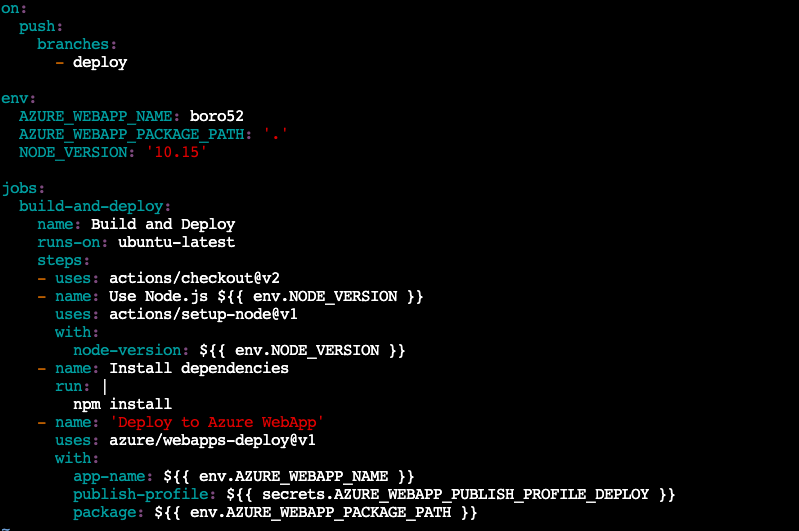 on:
  push:
    branches:
      - deploy

env:
  AZURE_WEBAPP_NAME: boro52
  AZURE_WEBAPP_PACKAGE_PATH: '.'
  NODE_VERSION: '10.15'

jobs:
  build-and-deploy:
    name: Build and Deploy
    runs-on: ubuntu-latest
    steps:
    - uses: actions/checkout@v2
    - name: Use Node.js ${{ env.NODE_VERSION }}
      uses: actions/setup-node@v1
      with:
        node-version: ${{ env.NODE_VERSION }}
    - name: Install dependencies
      run: |
        npm install
    - name: 'Deploy to Azure WebApp'
      uses: azure/webapps-deploy@v1
      with:
        app-name: ${{ env.AZURE_WEBAPP_NAME }}
        publish-profile: ${{ secrets.AZURE_WEBAPP_PUBLISH_PROFILE_DEPLOY }}
        package: ${{ env.AZURE_WEBAPP_PACKAGE_PATH }}
~